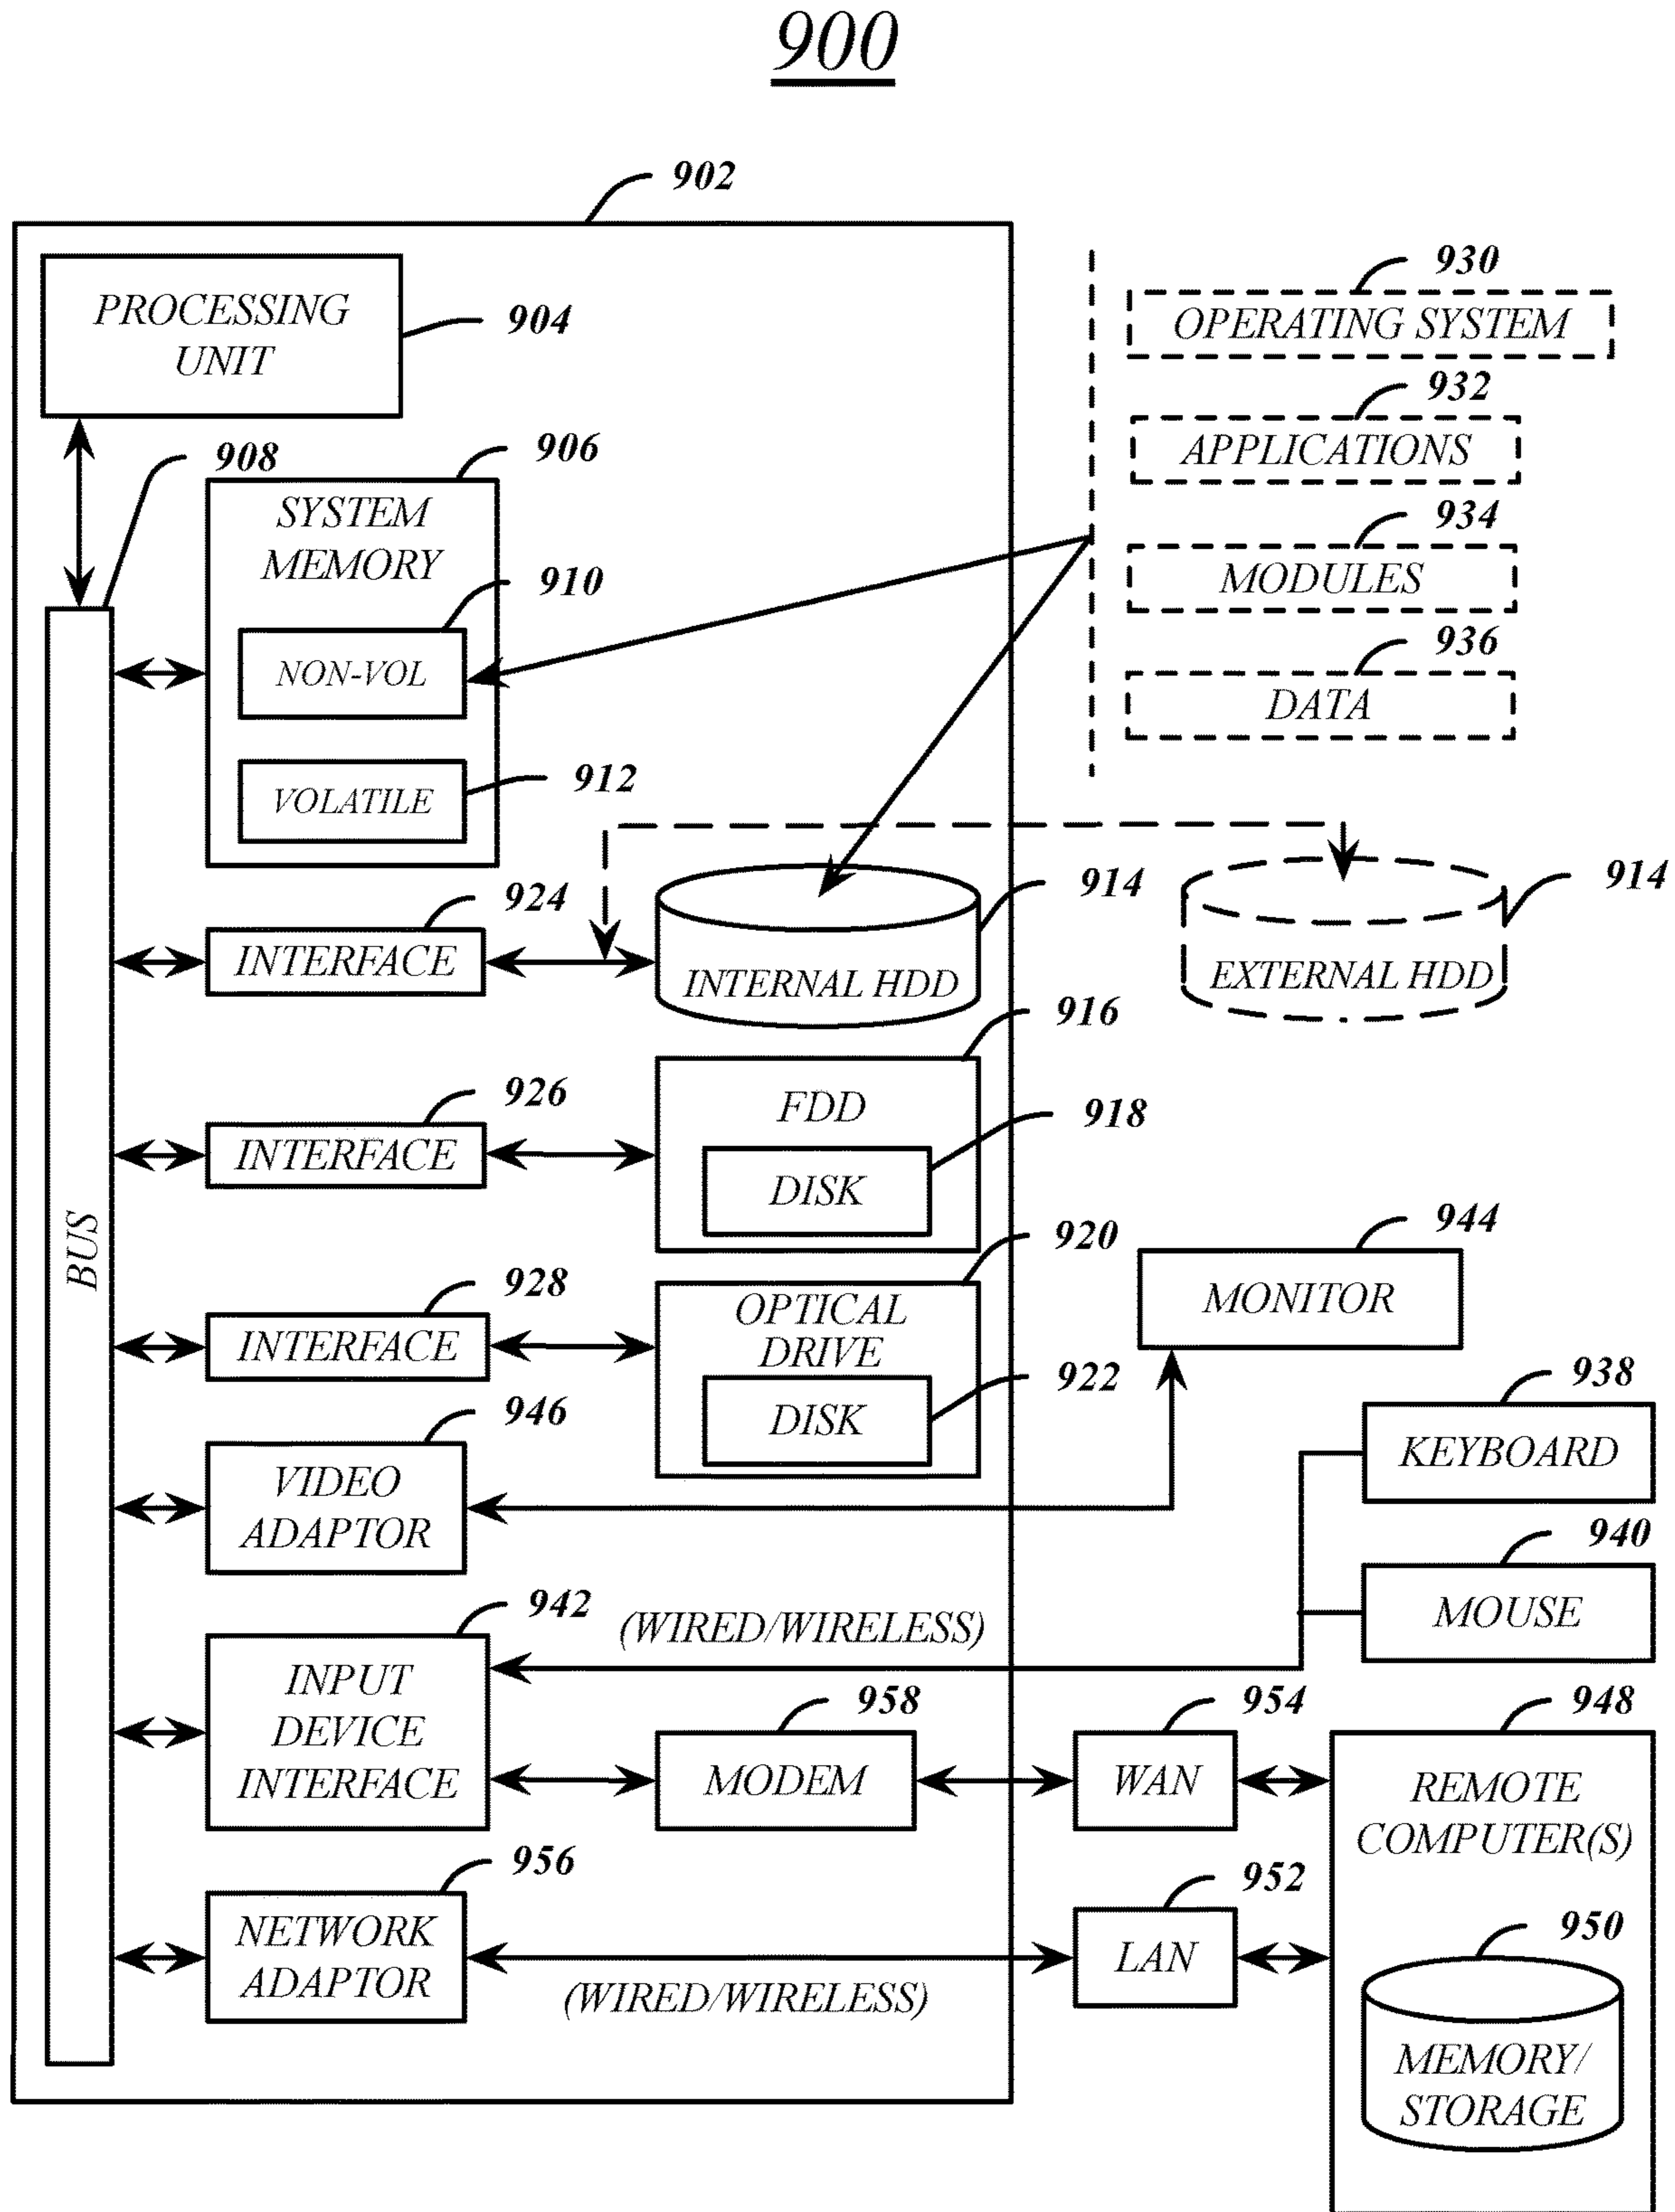 900
902
PROCESSING
UNIT
904
930
OPERATING SYSTEM
932
APPLICATIONS
934
MODULES
936
DATA
908
906
SYSTEM
MEMORY
910
NON-VOL
912
VOLATILE
BUS
924
INTERFACE
914
INTERNAL HDD
914
EXTERNAL HDD
926
INTERFACE
916
FDD
918
DISK
928
INTERFACE
920
OPTICAL
DRIVE
922
DISK
944
MONITOR
946
VIDEO
ADAPTOR
938
KEYBOARD
940
MOUSE
942
INPUT
DEVICE
INTERFACE
(WIRED/WIRELESS)
958
MODEM
954
WAN
948
REMOTE
COMPUTER(S)
956
NETWORK
ADAPTOR
(WIRED/WIRELESS)
952
LAN
950
MEMORY/
STORAGE